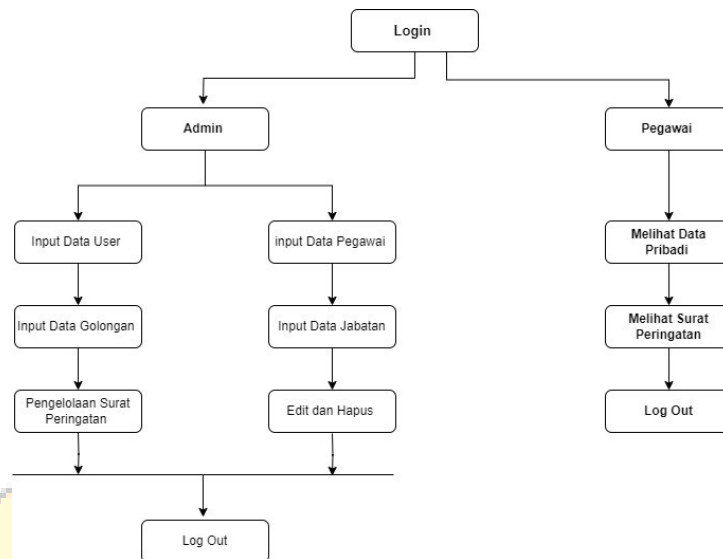 Login
Admin
Pegawai
Input Data User
input Data Pegawai
Melihat Data
Pribadi
Input Data Golongan
Input Data Jabatan
Melihat Surat
Peringatan
Pengelolaan Surat
Peringatan
Edit dan Hapus
Log Out
Log Out